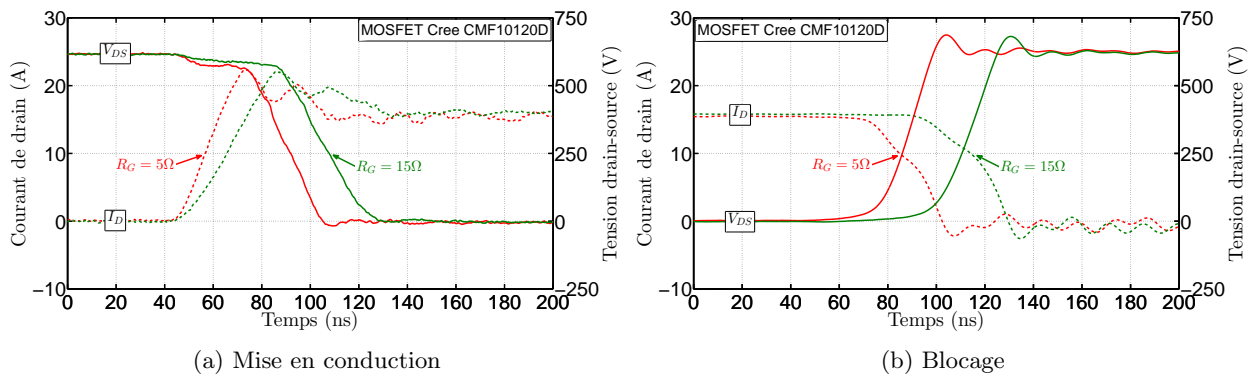 MOSFET Cree CMF10120D
Courant de drain (A)
30
20
10
0
−10
V_DS
I_D
R_G = 5Ω
R_G = 15Ω
750
500
250
0
−250
Tension drain-source (V)
0 20 40 60 80 100 120 140 160 180 200
Temps (ns)
(a) Mise en conduction
MOSFET Cree CMF10120D
Courant de drain (A)
30
20
10
0
−10
I_D
V_DS
R_G = 5Ω
R_G = 15Ω
750
500
250
0
−250
Tension drain-source (V)
0 20 40 60 80 100 120 140 160 180 200
Temps (ns)
(b) Blocage